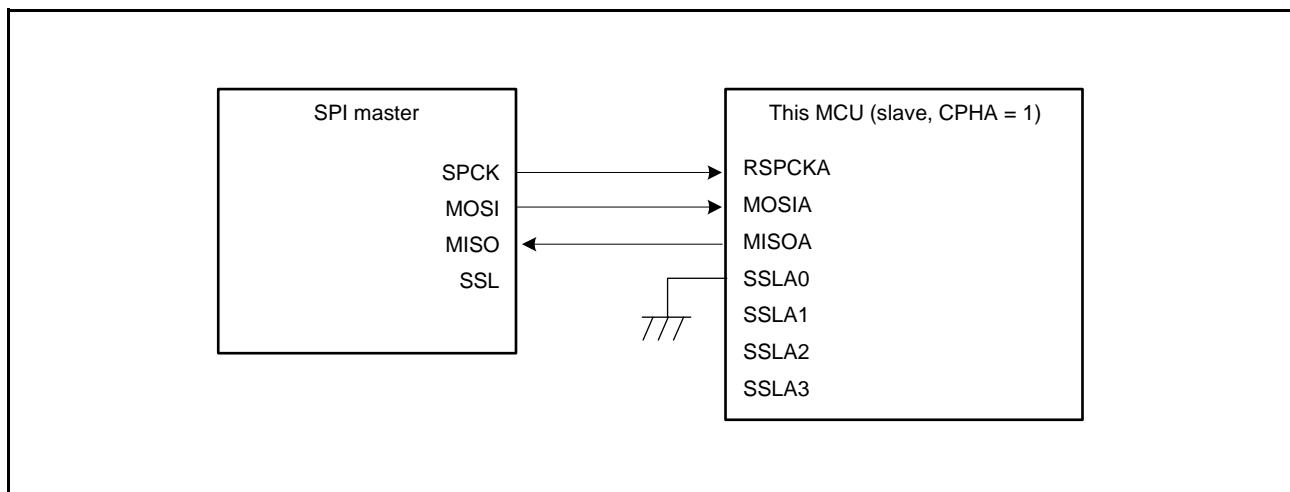 SPI master
SPCK
MOSI
MISO
SSL
This MCU (slave, CPHA = 1)
RSPCKA
MOSIA
MISOA
SSLA0
SSLA1
SSLA2
SSLA3